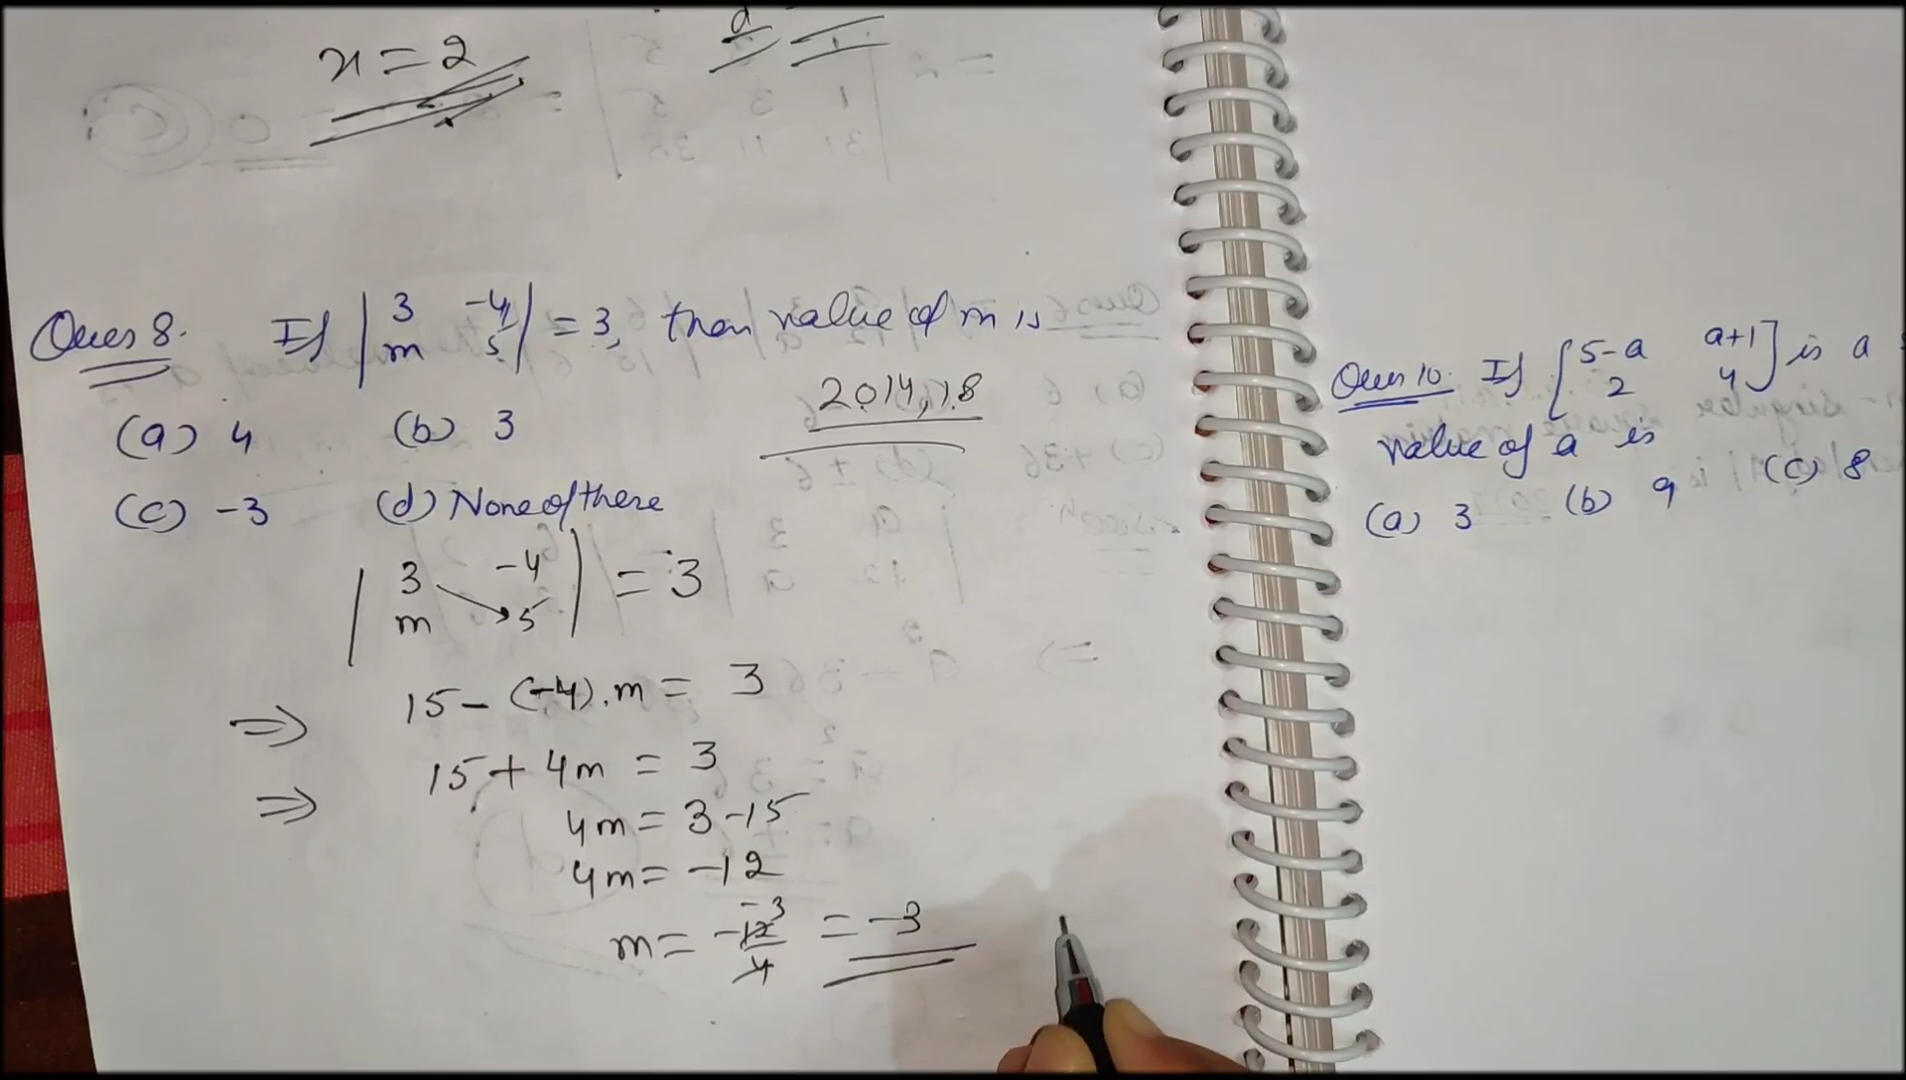 x = 2
Ques 8. If | 3 -4 | = 3, then value of m is
| m 5 |
2014, 18
(a) 4 (b) 3
(c) -3 (d) None of these
| 3 -4 | = 3
| m 5 |
⇒ 15 - (-4).m = 3
⇒ 15 + 4m = 3
4m = 3 - 15
4m = -12
m = -12/4 -3 = -3
Ques 10. If [ 5-a a+1 ] is a
[ 2 4 ]
value of a is
(a) 3 (b) 9 (c) 8